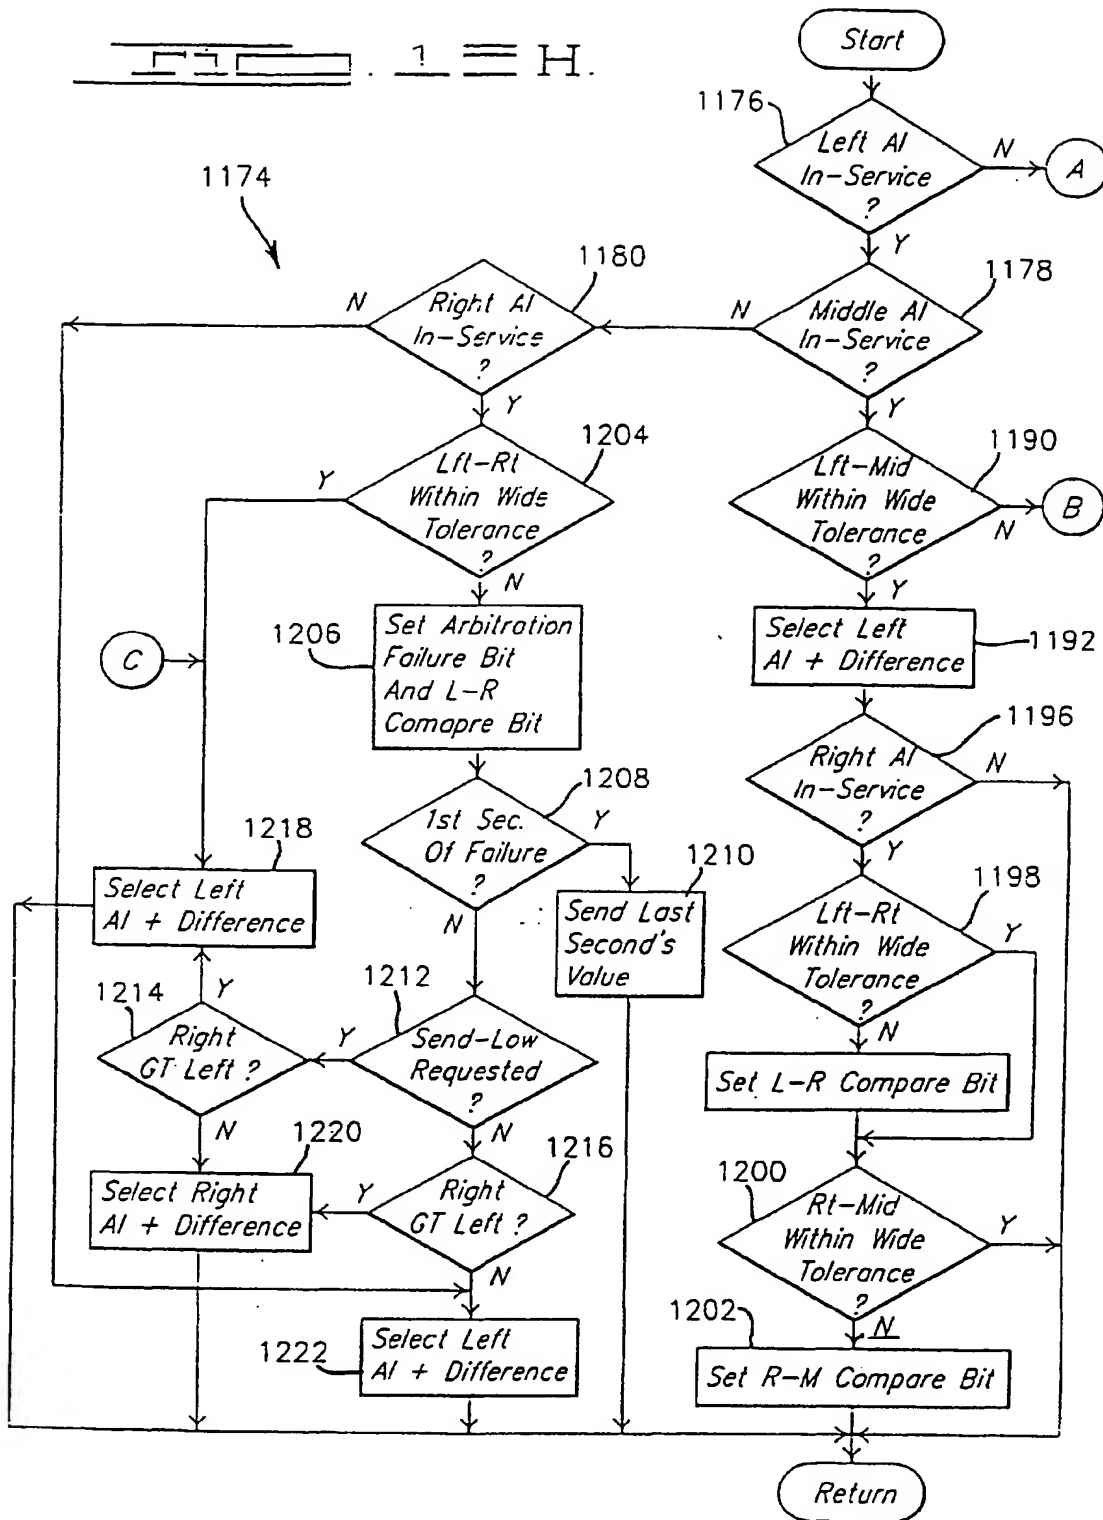 H.
Start
1176
Left AI
In-Service
?
N
A
Y
1174
1180
Right AI
In-Service
?
N
Y
1178
Middle AI
In-Service
?
N
Y
1204
Lft-Rt
Within Wide
Tolerance
?
Y
N
1190
Lft-Mid
Within Wide
Tolerance
?
N
B
Y
1206
Set Arbitration
Failure Bit
And L-R
Comapre Bit
C
Select Left
AI + Difference
1192
1196
Right AI
In-Service
?
N
Y
1208
1st Sec.
Of Failure
?
Y
N
1210
Send Last
Second's
Value
1218
Select Left
AI + Difference
1198
Lft-Rt
Within Wide
Tolerance
?
Y
N
1214
Right
GT Left ?
Y
N
1212
Send-Low
Requested
?
Y
N
Set L-R Compare Bit
1220
Select Right
AI + Difference
1216
Right
GT Left ?
Y
N
1200
Rt-Mid
Within Wide
Tolerance
?
Y
N
1222
Select Left
AI + Difference
1202
Set R-M Compare Bit
Return